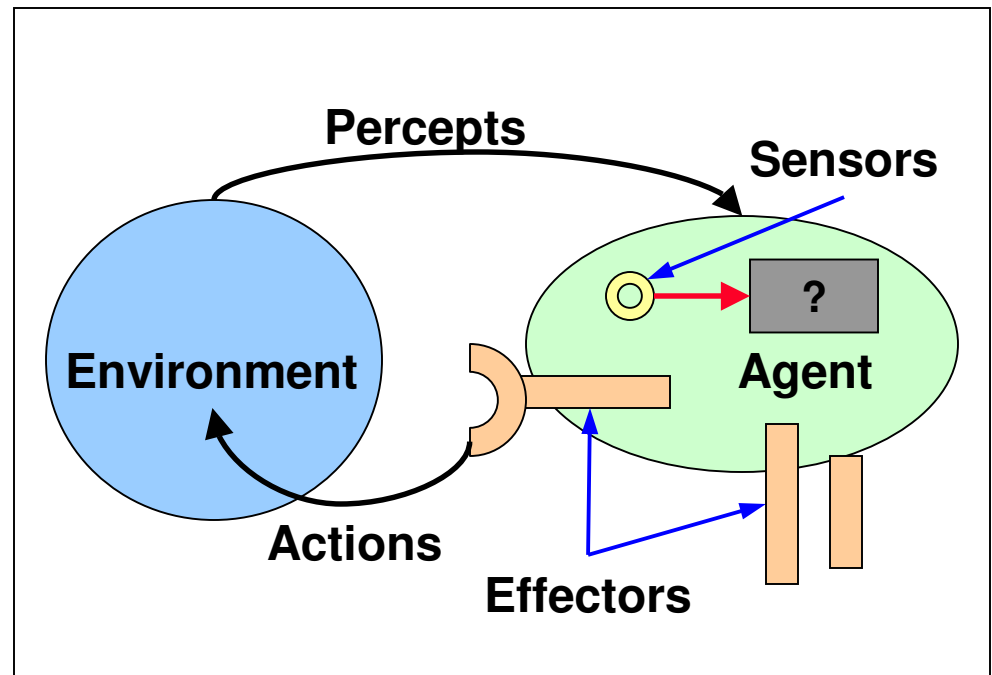 Percepts
Sensors
?
Environment
Agent
Actions
Effectors